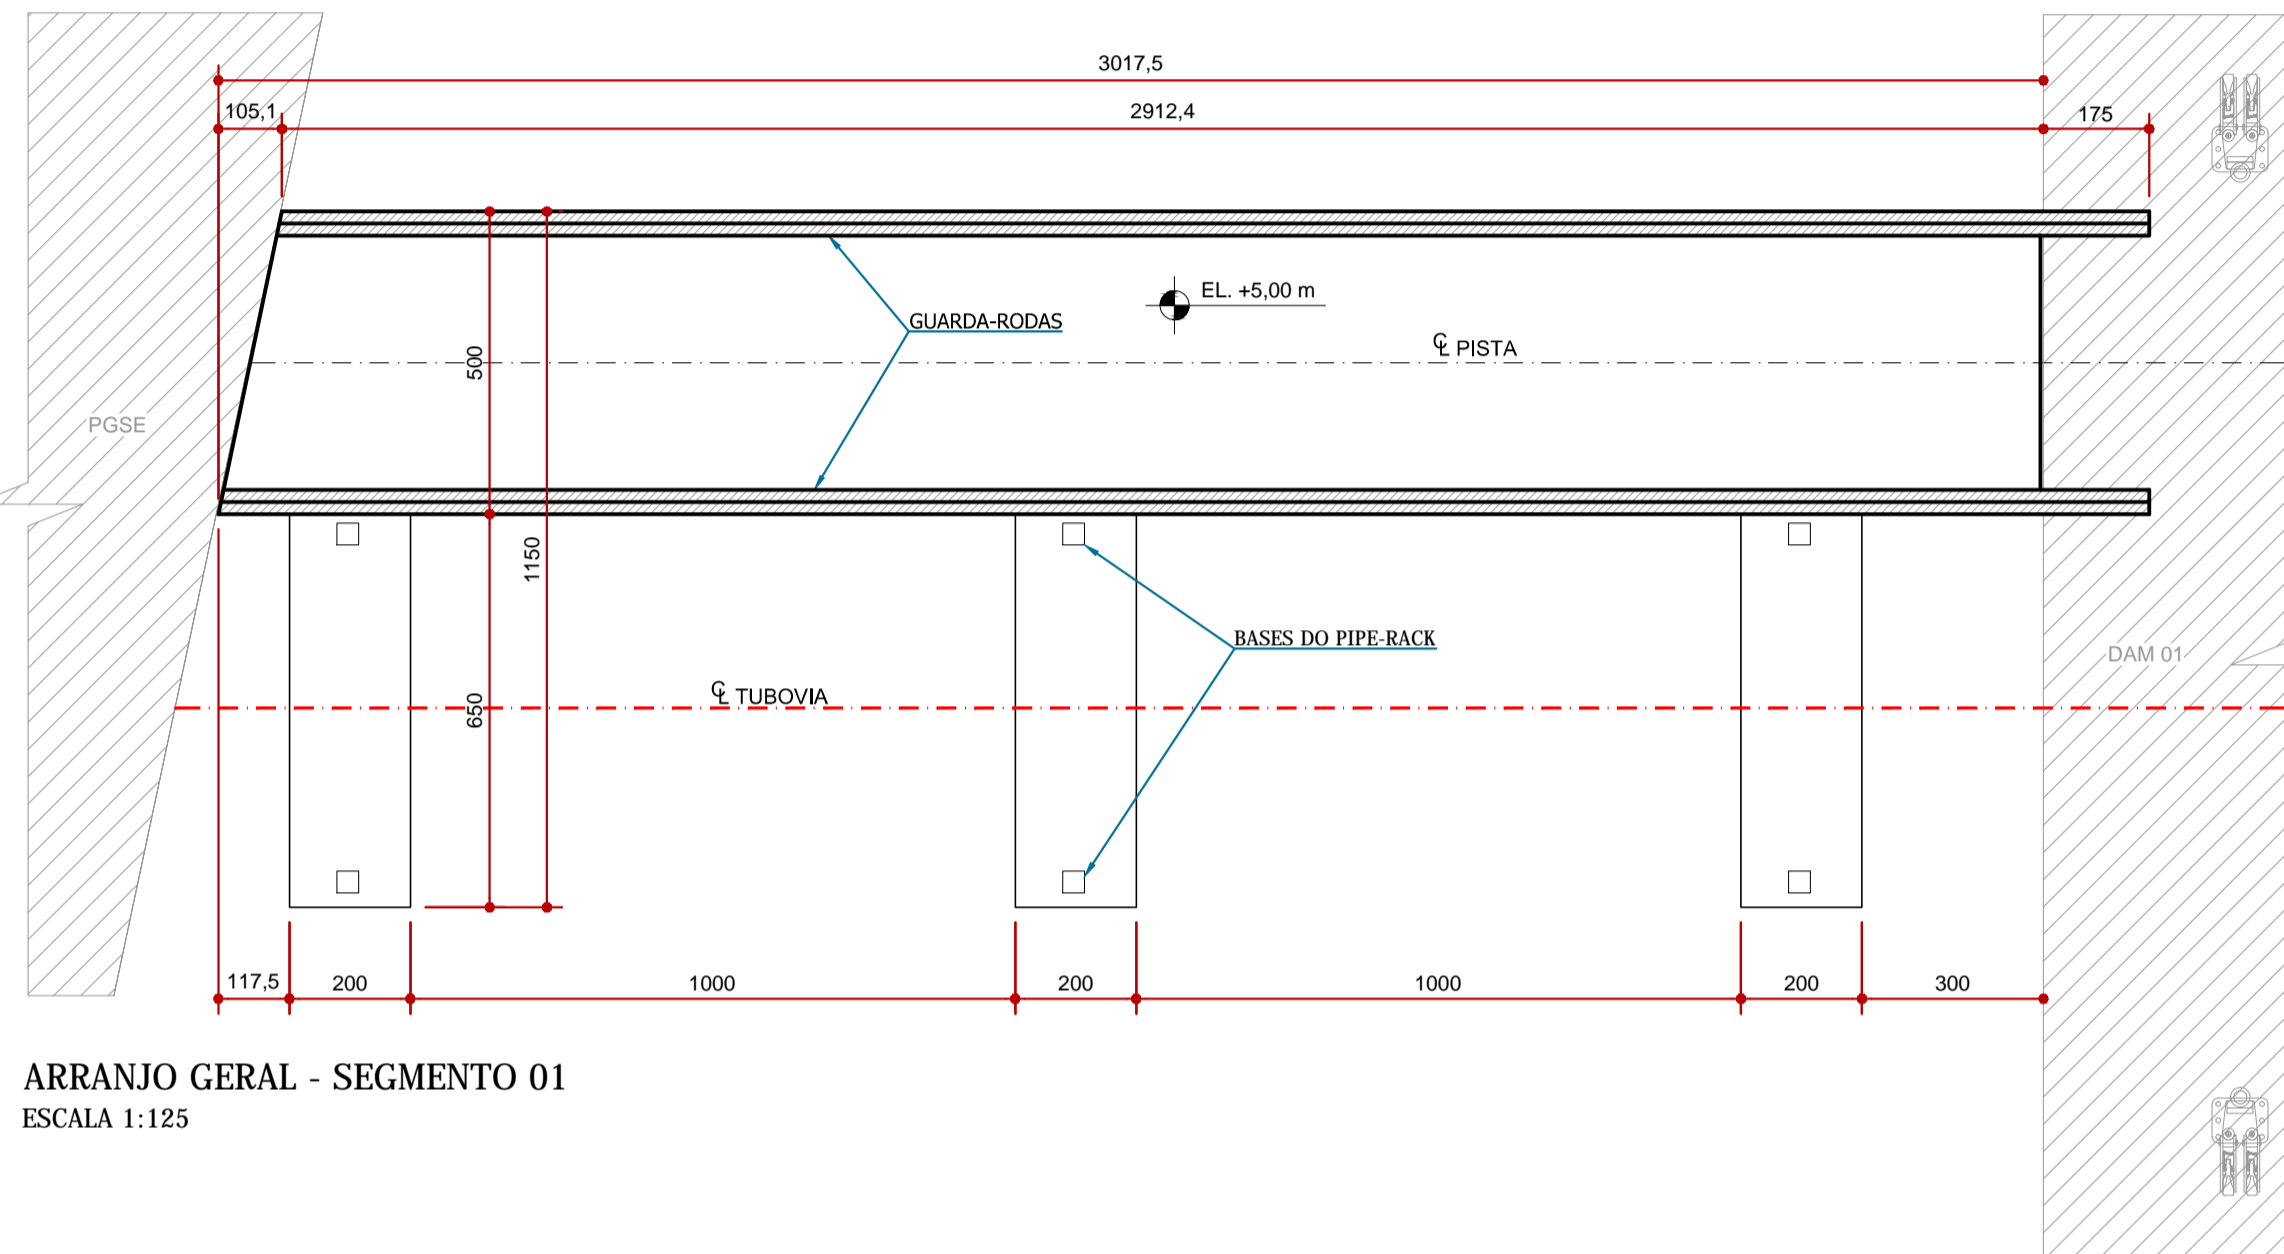 3017,5
105,1
2912,4
175
EL. +5,00 m
GUARDA-RODAS
℄ PISTA
500
PGSE
1150
BASES DO PIPE-RACK
DAM 01
℄ TUBOVIA
650
117,5
200
1000
200
1000
200
300
ARRANJO GERAL - SEGMENTO 01
ESCALA 1:125